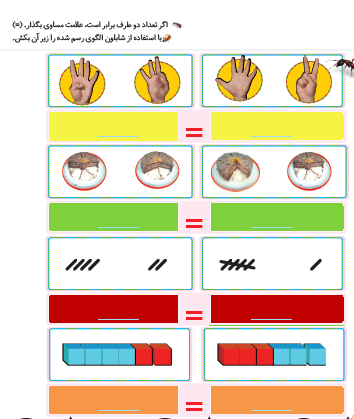 اگر تعداد دو طرف برابر است، علامت مساوی بگذار. (=)
با استفاده از شابلون الگوی رسم شده را زیر آن بکش.
=
=
=
=